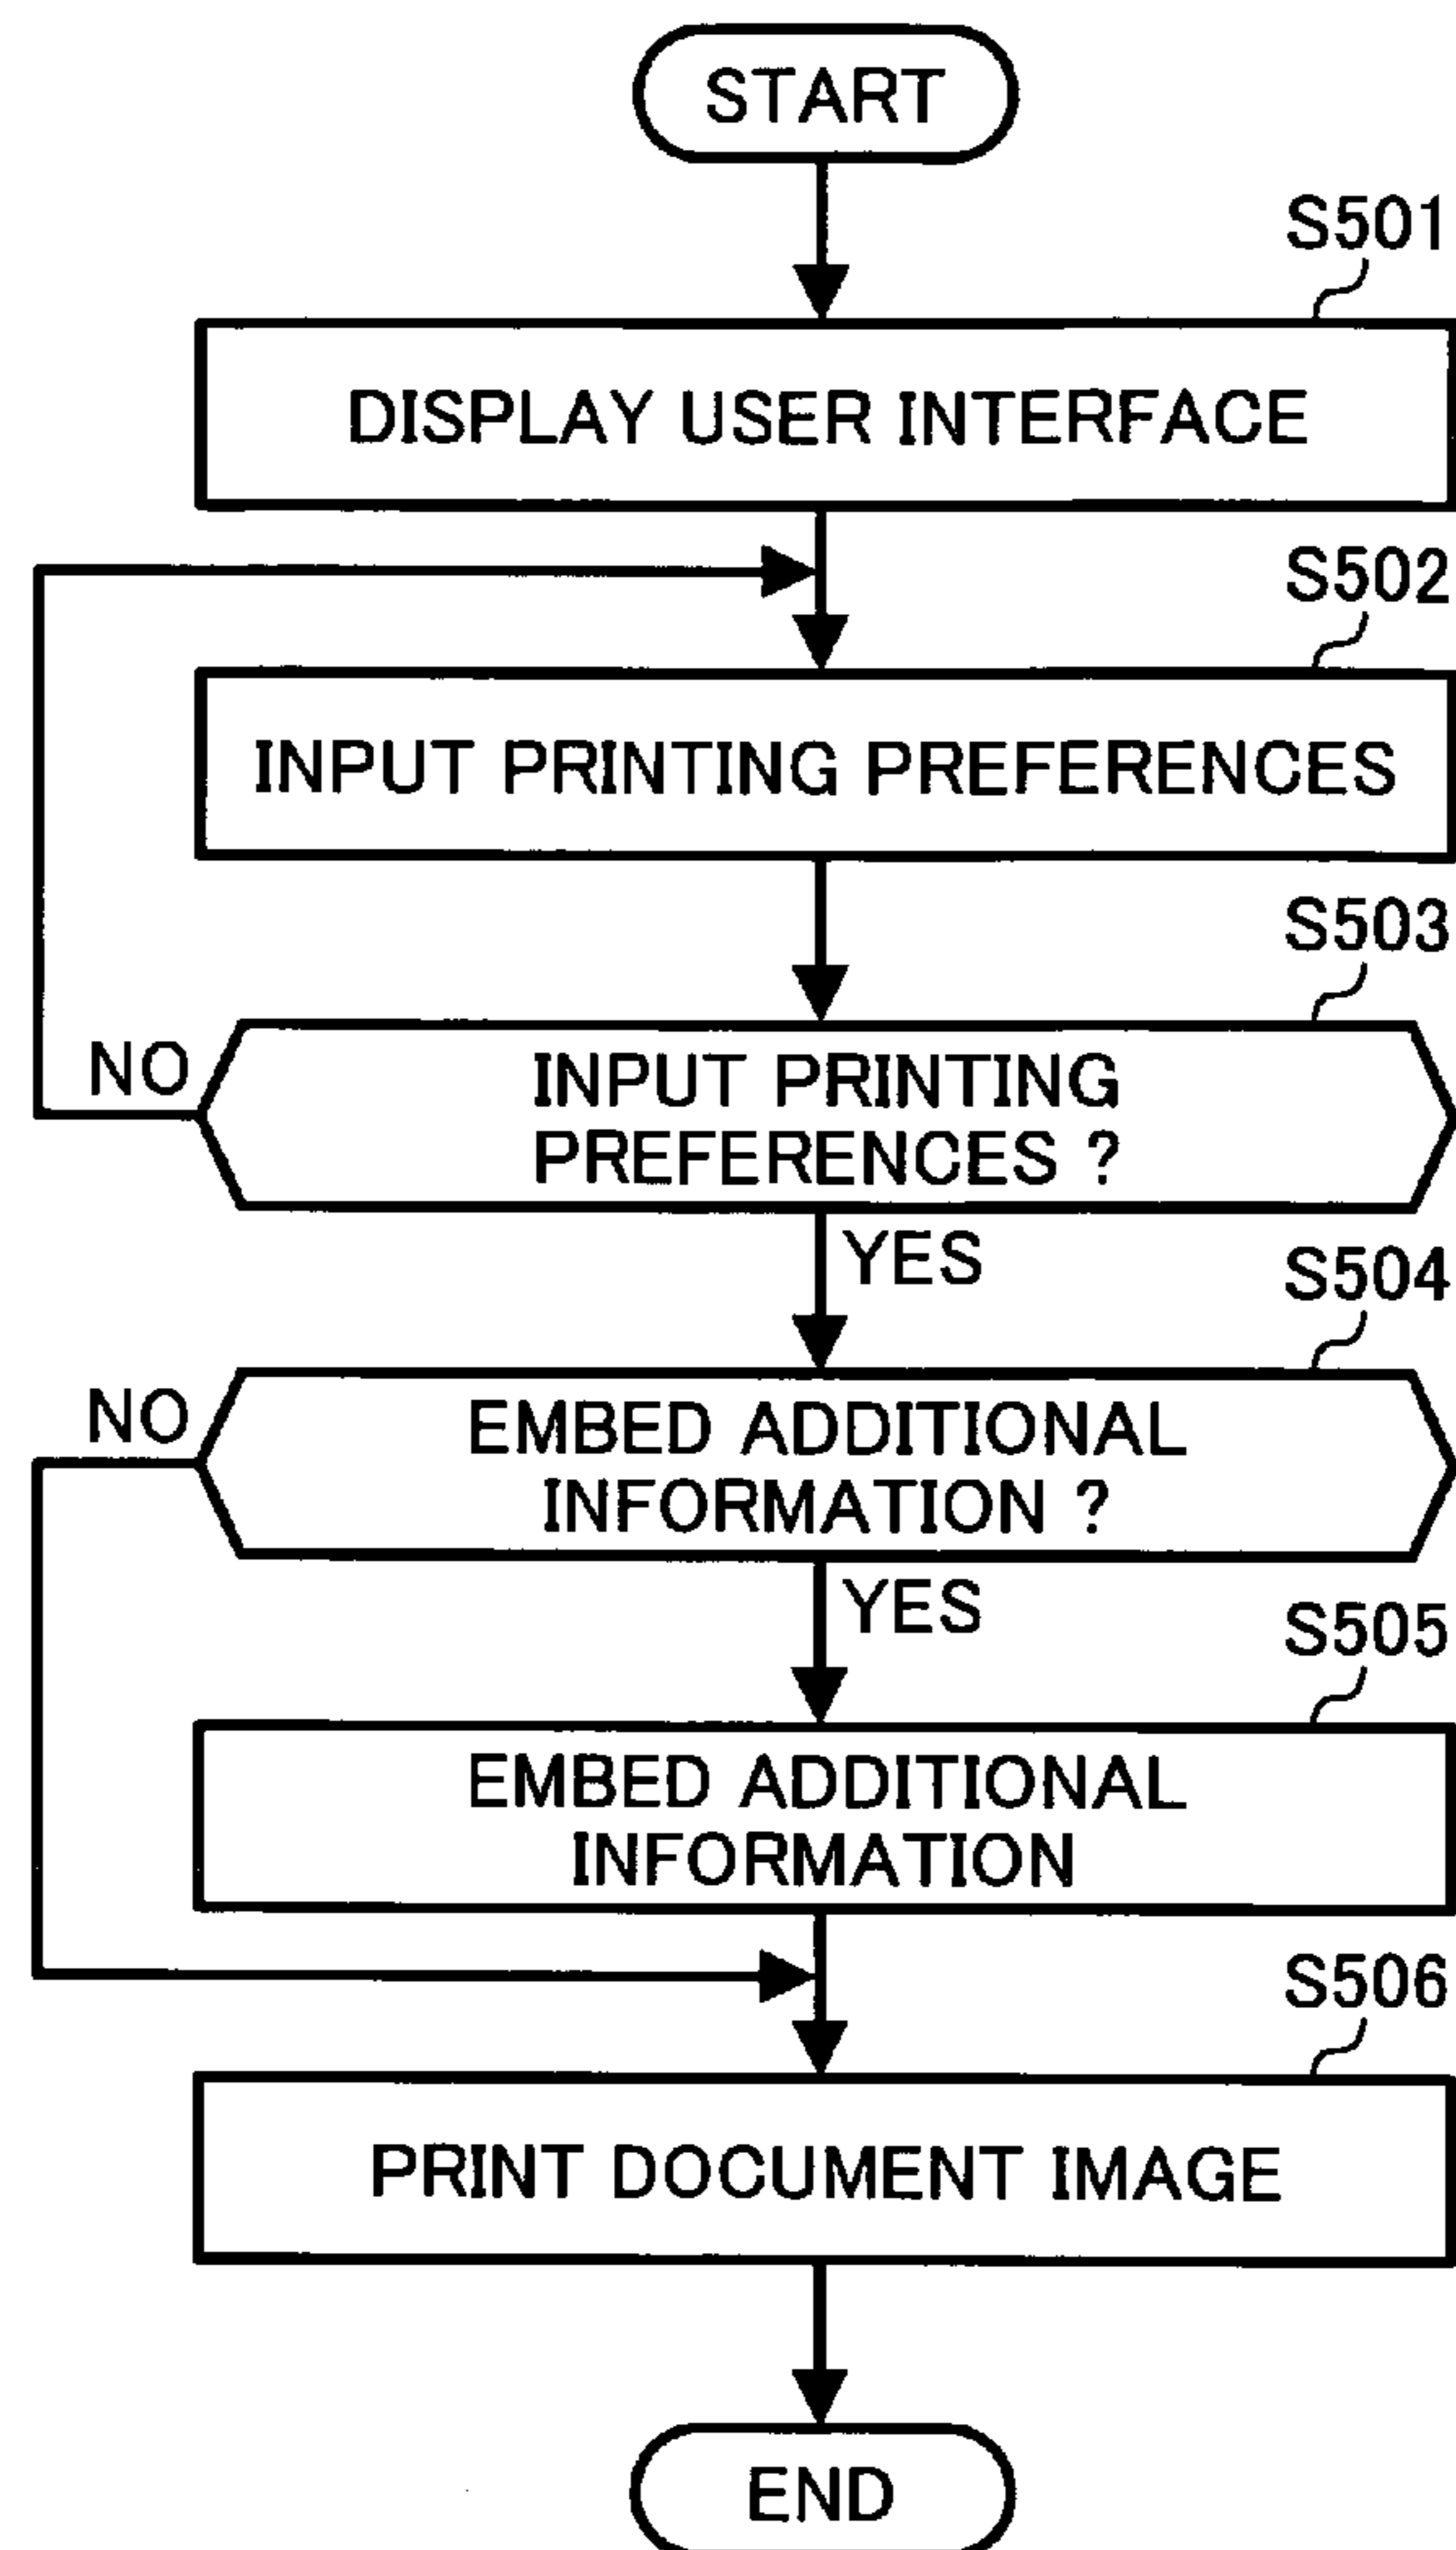 START
S501
DISPLAY USER INTERFACE
S502
INPUT PRINTING PREFERENCES
S503
NO
INPUT PRINTING
PREFERENCES ?
YES
S504
NO
EMBED ADDITIONAL
INFORMATION ?
YES
S505
EMBED ADDITIONAL
INFORMATION
S506
PRINT DOCUMENT IMAGE
END